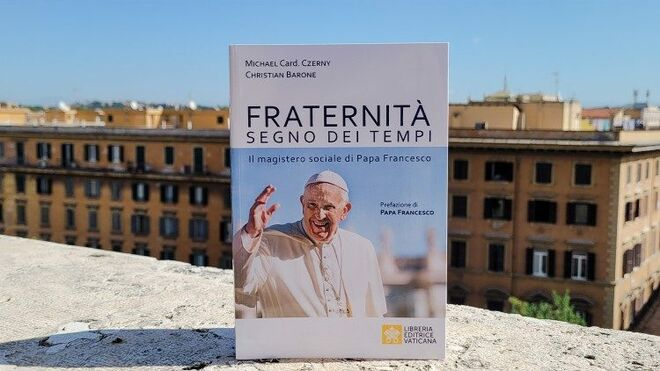 Michael Card. Czerny
Christian Barone
FRATERNITÀ
SEGNO DEI TEMPI
Il magistero sociale di Papa Francesco
Prefazione di
Papa Francesco
LIBRERIA
EDITRICE
VATICANA